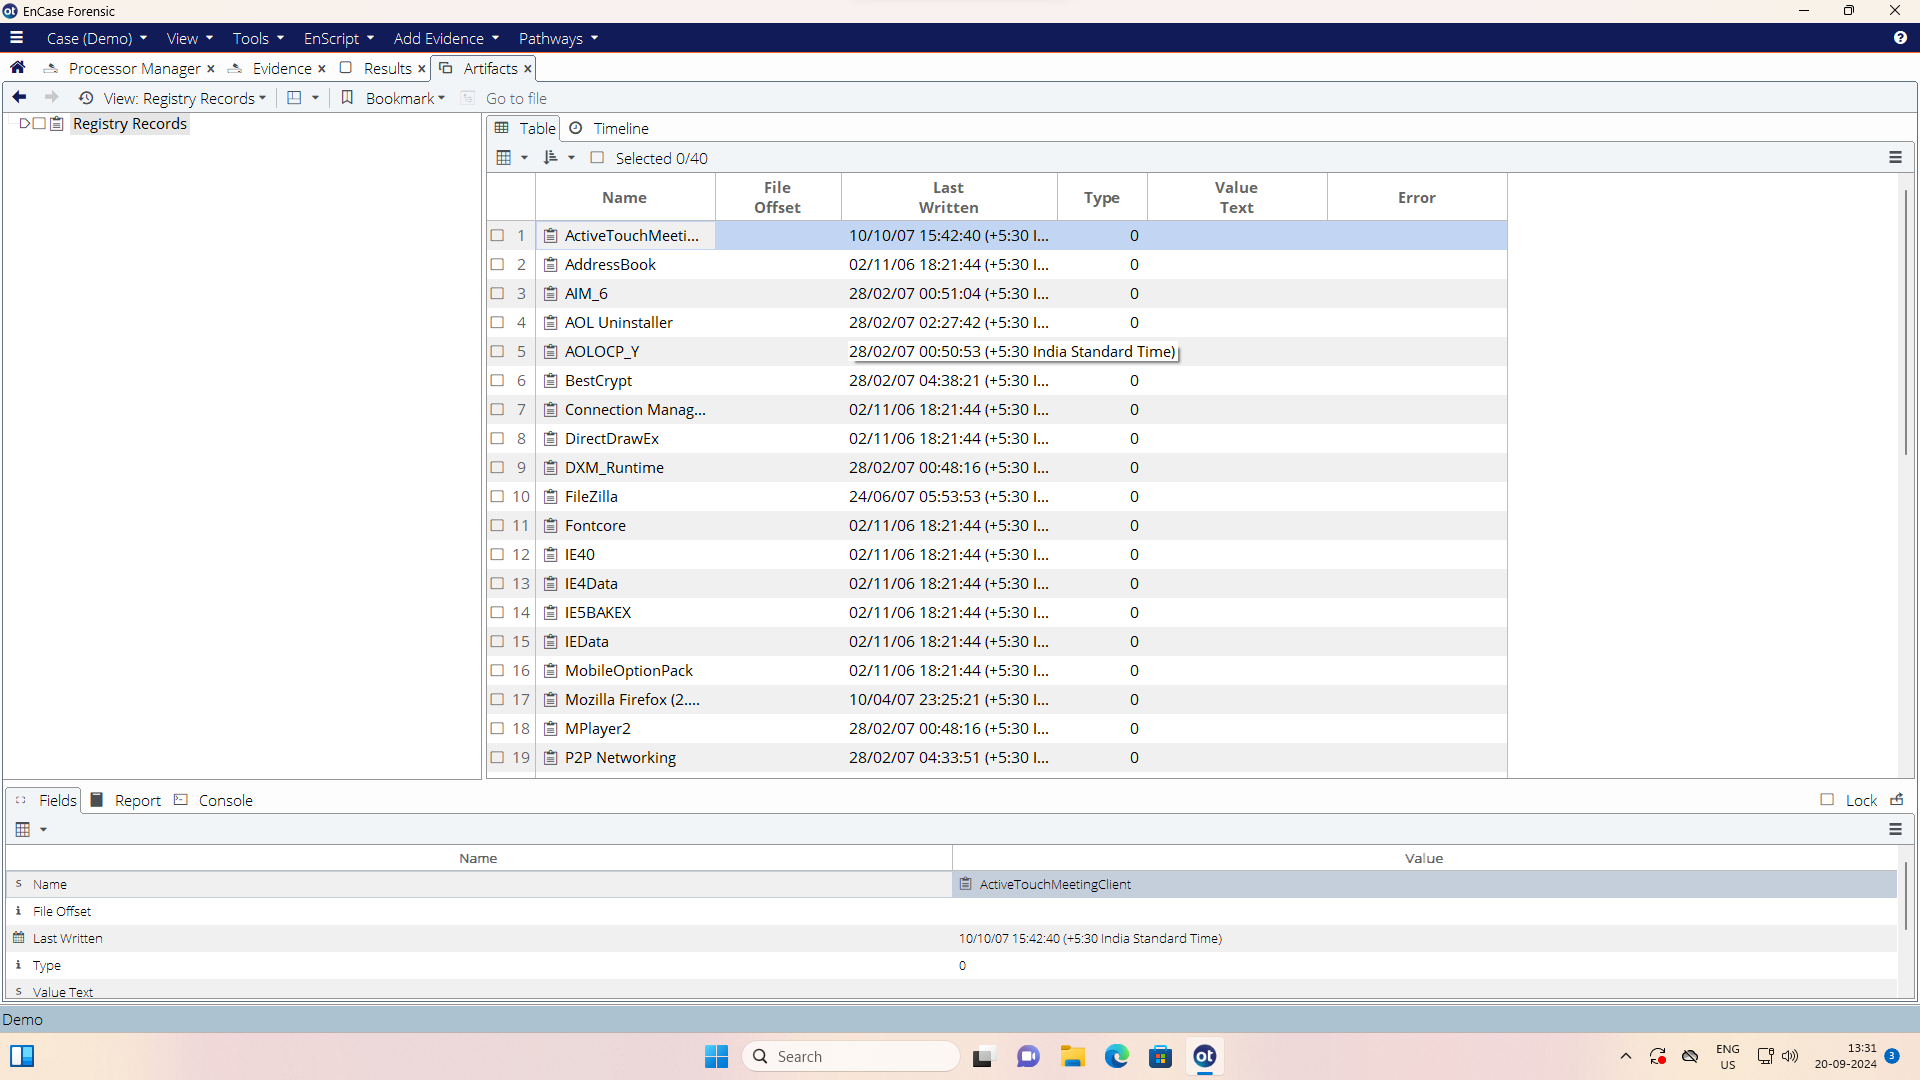 EnCase Forensic
Case (Demo) View Tools EnScript Add Evidence Pathways
Processor Manager Evidence Results Artifacts
View: Registry Records Bookmark Go to file
Registry Records
Table Timeline
Selected 0/40
Name File Offset Last Written Type Value Text Error
1 ActiveTouchMeeti... 10/10/07 15:42:40 (+5:30 I... 0
2 AddressBook 02/11/06 18:21:44 (+5:30 I... 0
3 AIM_6 28/02/07 00:51:04 (+5:30 I... 0
4 AOL Uninstaller 28/02/07 02:27:42 (+5:30 I... 0
5 AOLOCP_Y 28/02/07 00:50:53 (+5:30 India Standard Time)
6 BestCrypt 28/02/07 04:38:21 (+5:30 I... 0
7 Connection Manag... 02/11/06 18:21:44 (+5:30 I... 0
8 DirectDrawEx 02/11/06 18:21:44 (+5:30 I... 0
9 DXM_Runtime 28/02/07 00:48:16 (+5:30 I... 0
10 FileZilla 24/06/07 05:53:53 (+5:30 I... 0
11 Fontcore 02/11/06 18:21:44 (+5:30 I... 0
12 IE40 02/11/06 18:21:44 (+5:30 I... 0
13 IE4Data 02/11/06 18:21:44 (+5:30 I... 0
14 IE5BAKEX 02/11/06 18:21:44 (+5:30 I... 0
15 IEData 02/11/06 18:21:44 (+5:30 I... 0
16 MobileOptionPack 02/11/06 18:21:44 (+5:30 I... 0
17 Mozilla Firefox (2.... 10/04/07 23:25:21 (+5:30 I... 0
18 MPlayer2 28/02/07 00:48:16 (+5:30 I... 0
19 P2P Networking 28/02/07 04:33:51 (+5:30 I... 0
Fields Report Console Lock
Name Value
Name ActiveTouchMeetingClient
File Offset
Last Written 10/10/07 15:42:40 (+5:30 India Standard Time)
Type 0
Value Text
Demo
Search
ot
ENG
US
13:31
20-09-2024
3